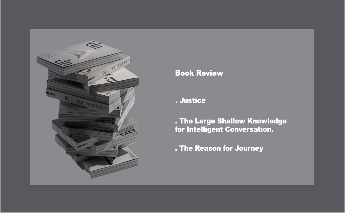 Book Review
. Justice
. The Large Shallow Knowledge
for Intelligent Conversation.
. The Reason for Journey